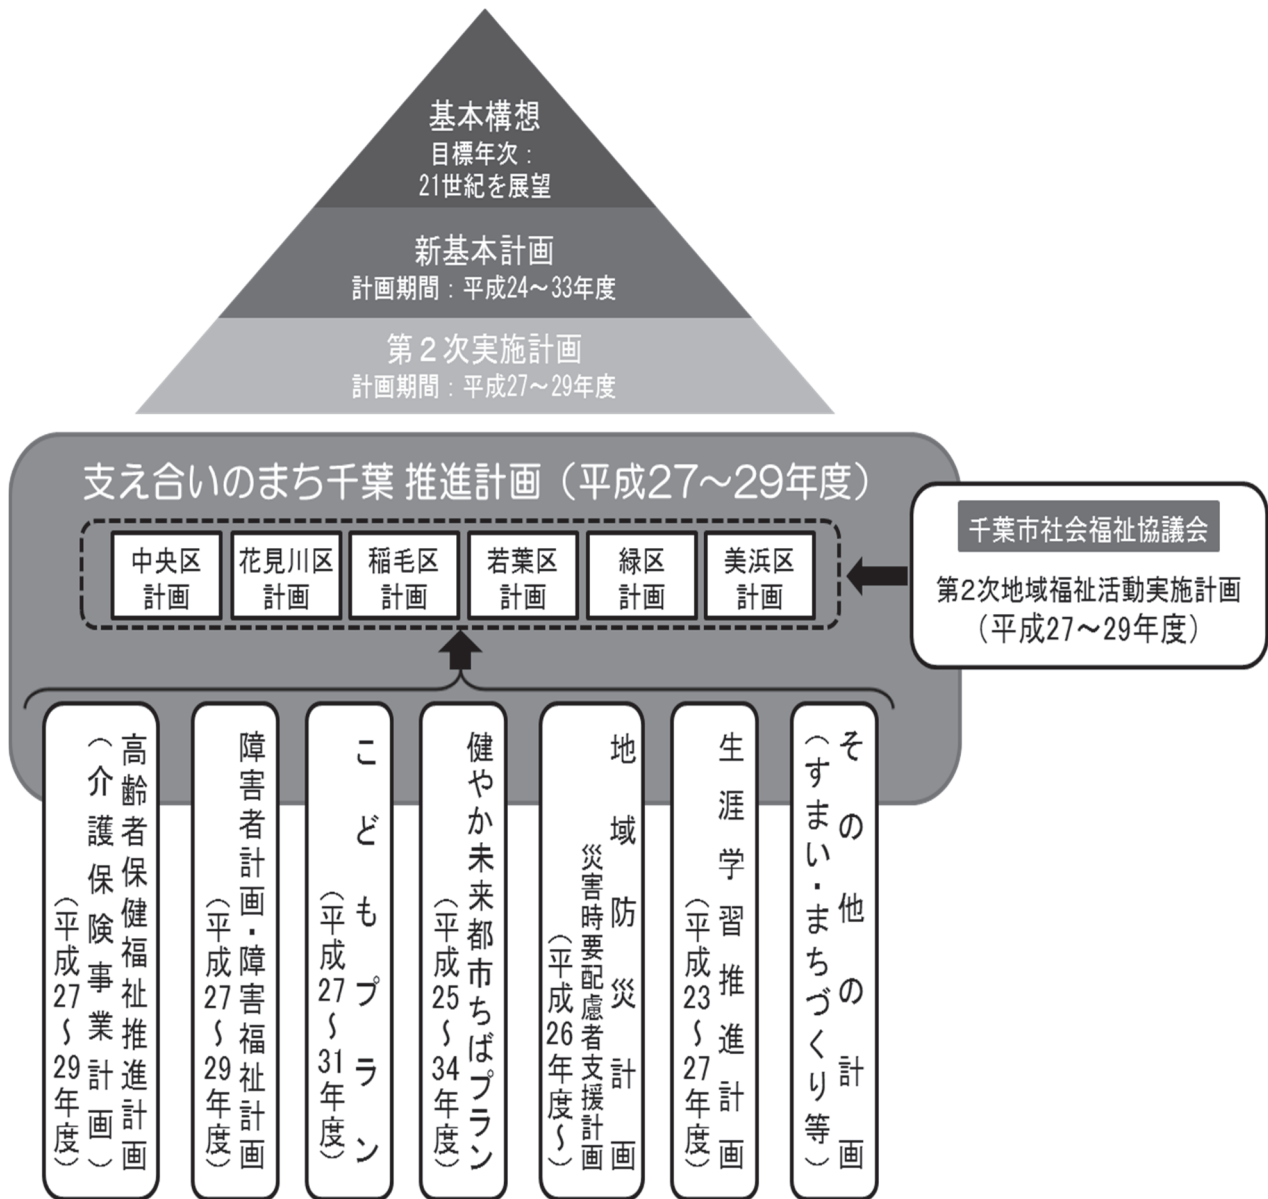 基本構想
目標年次：
21世紀を展望
新基本計画
計画期間：平成24～33年度
第２次実施計画
計画期間：平成27～29年度
支え合いのまち千葉 推進計画（平成27～29年度）
中央区
計画
花見川区
計画
稲毛区
計画
若葉区
計画
緑区
計画
美浜区
計画
千葉市社会福祉協議会
第2次地域福祉活動実施計画
（平成27～29年度）
高齢者保健福祉推進計画
（介護保険事業計画）
（平成27～29年度）
障害者計画・障害福祉計画
（平成27～29年度）
こどもプラン
（平成27～31年度）
健やか未来都市ちばプラン
（平成25～34年度）
地域防災計画
災害時要配慮者支援計画
（平成26年度～）
生涯学習推進計画
（平成23～27年度）
その他の計画
（すまい・まちづくり等）